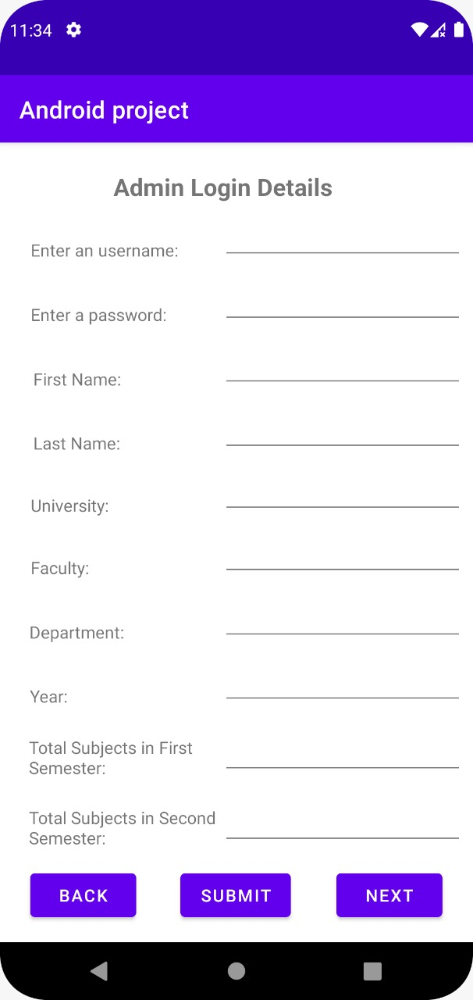 11:34
Android project
Admin Login Details
Enter an username:
Enter a password:
First Name:
Last Name:
University:
Faculty:
Department:
Year:
Total Subjects in First
Semester:
Total Subjects in Second
Semester:
BACK SUBMIT NEXT